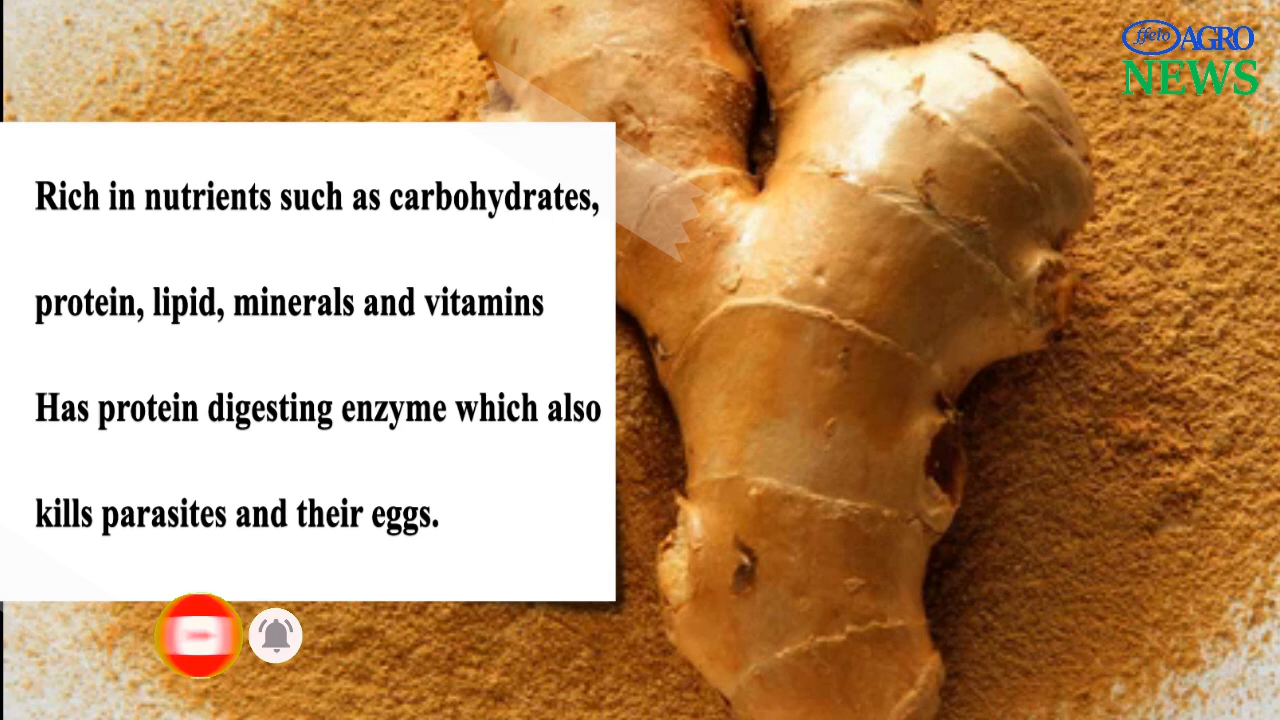 ffelo AGRO
NEWS
Rich in nutrients such as carbohydrates,
protein, lipid, minerals and vitamins
Has protein digesting enzyme which also
kills parasites and their eggs.